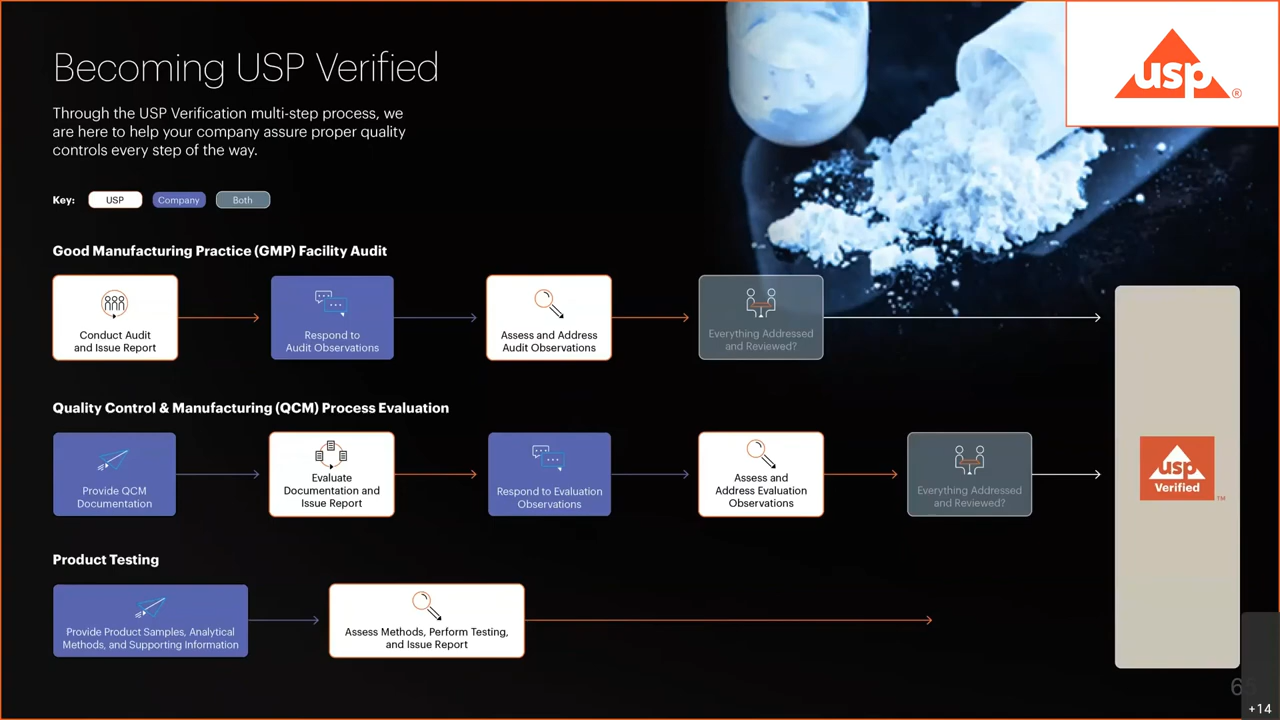 Becoming USP Verified
usp
®
Through the USP Verification multi-step process, we
are here to help your company assure proper quality
controls every step of the way.
Key:
USP
Company
Both
Good Manufacturing Practice (GMP) Facility Audit
Conduct Audit
and Issue Report
Respond to
Audit Observations
Assess and Address
Audit Observations
Everything Addressed
and Reviewed?
Quality Control & Manufacturing (QCM) Process Evaluation
Provide QCM
Documentation
Evaluate
Documentation and
Issue Report
Respond to Evaluation
Observations
Assess and
Address Evaluation
Observations
Everything Addressed
and Reviewed?
usp
Verified
™
Product Testing
Provide Product Samples, Analytical
Methods, and Supporting Information
Assess Methods, Perform Testing,
and Issue Report
+14